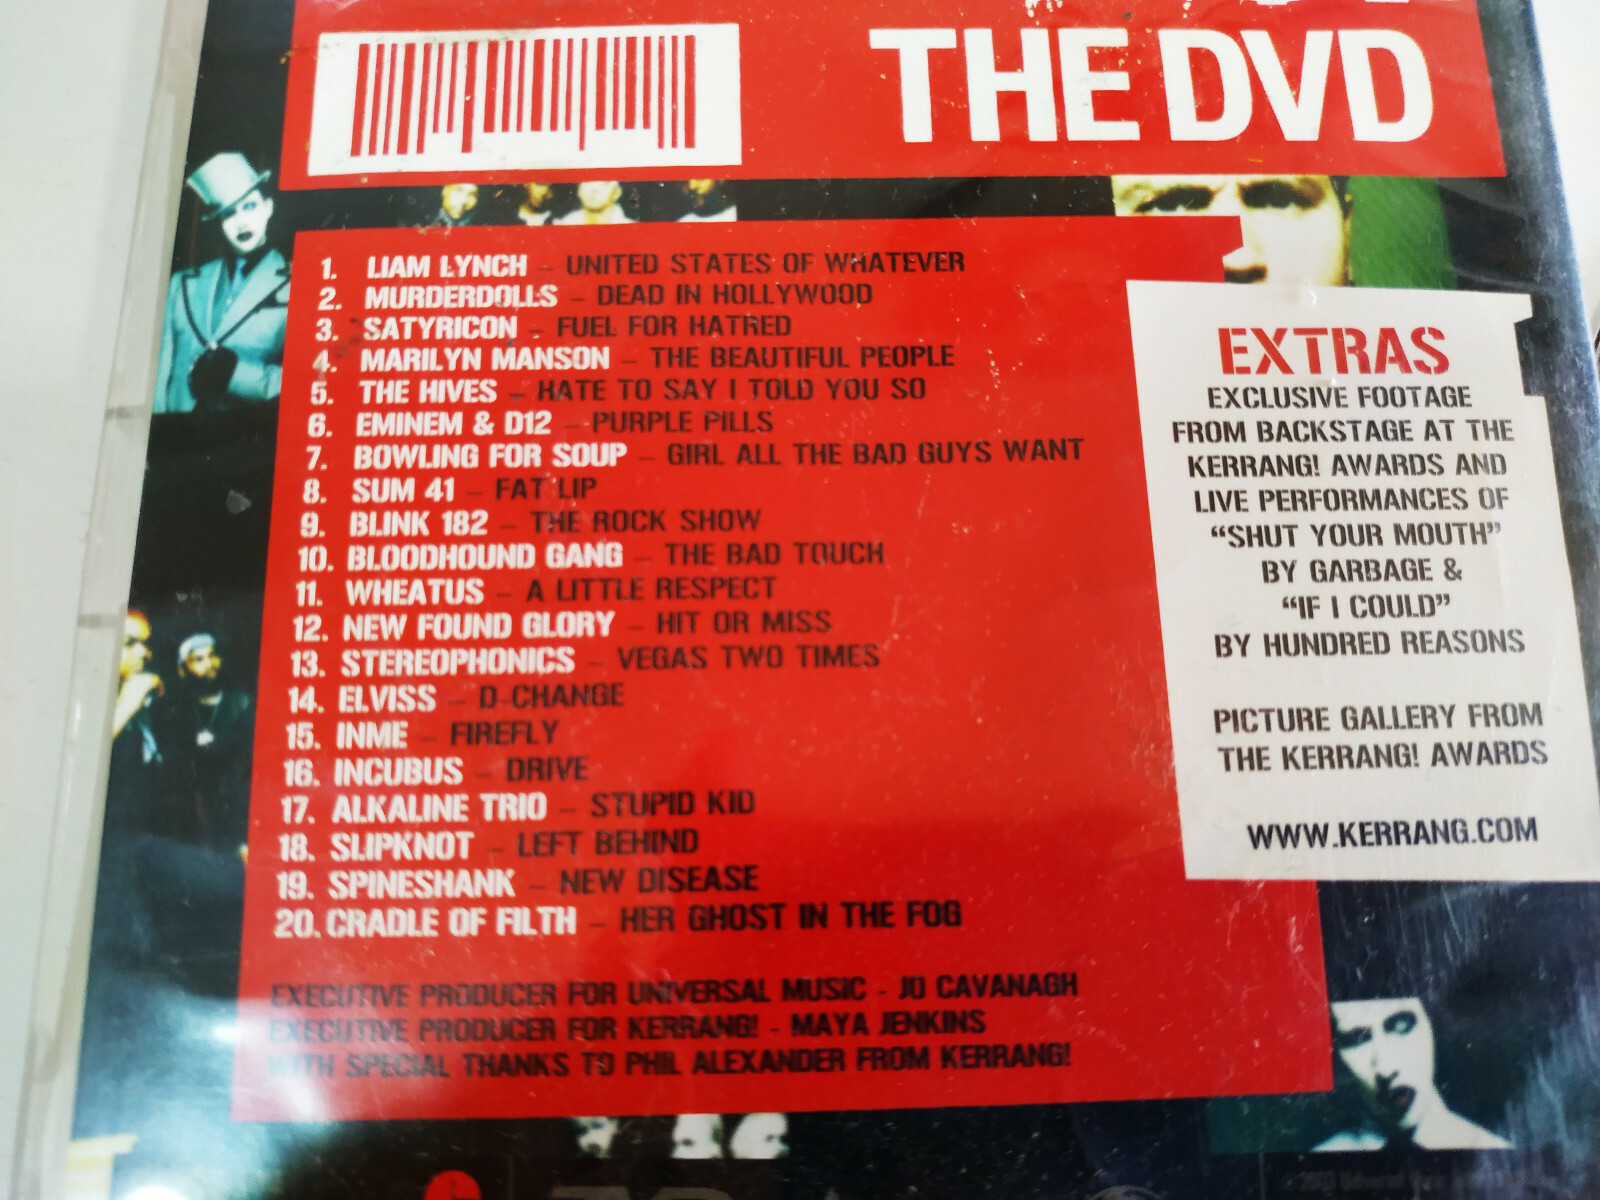 THE DVD
1. LIAM LYNCH – UNITED STATES OF WHATEVER
2. MURDERDOLLS – DEAD IN HOLLYWOOD
3. SATYRICON – FUEL FOR HATRED
4. MARILYN MANSON – THE BEAUTIFUL PEOPLE
5. THE HIVES – HATE TO SAY I TOLD YOU SO
6. EMINEM & D12 – PURPLE PILLS
7. BOWLING FOR SOUP – GIRL ALL THE BAD GUYS WANT
8. SUM 41 – FAT LIP
9. BLINK 182 – THE ROCK SHOW
10. BLOODHOUND GANG – THE BAD TOUCH
11. WHEATUS – A LITTLE RESPECT
12. NEW FOUND GLORY – HIT OR MISS
13. STEREOPHONICS – VEGAS TWO TIMES
14. ELVISS – D-CHANGE
15. INME – FIREFLY
16. INCUBUS – DRIVE
17. ALKALINE TRIO – STUPID KID
18. SLIPKNOT – LEFT BEHIND
19. SPINESHANK – NEW DISEASE
20. CRADLE OF FILTH – HER GHOST IN THE FOG
EXECUTIVE PRODUCER FOR UNIVERSAL MUSIC - JO CAVANAGH
EXECUTIVE PRODUCER FOR KERRANG! - MAYA JENKINS
WITH SPECIAL THANKS TO PHIL ALEXANDER FROM KERRANG!
EXTRAS
EXCLUSIVE FOOTAGE
FROM BACKSTAGE AT THE
KERRANG! AWARDS AND
LIVE PERFORMANCES OF
“SHUT YOUR MOUTH”
BY GARBAGE &
“IF I COULD”
BY HUNDRED REASONS
PICTURE GALLERY FROM
THE KERRANG! AWARDS
WWW.KERRANG.COM